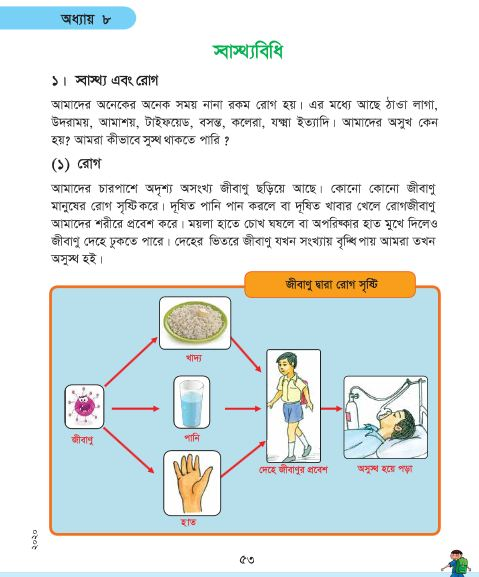 অধ্যায় ৮
স্বাস্থ্যবিধি
১। স্বাস্থ্য এবং রোগ
আমাদের অনেকের অনেক সময় নানা রকম রোগ হয়। এর মধ্যে আছে ঠাণ্ডা লাগা,
উদরাময়, আমাশয়, টাইফয়েড, বসন্ত, কলেরা, যক্ষ্মা ইত্যাদি। আমাদের অসুখ কেন
হয়? আমরা কীভাবে সুস্থ থাকতে পারি ?
(১) রোগ
আমাদের চারপাশে অদৃশ্য অসংখ্য জীবাণু ছড়িয়ে আছে। কোনো কোনো জীবাণু
মানুষের রোগ সৃষ্টি করে। দূষিত পানি পান করলে বা দূষিত খাবার খেলে রোগজীবাণু
আমাদের শরীরে প্রবেশ করে। ময়লা হাতে চোখ ঘষলে বা অপরিষ্কার হাত মুখে দিলেও
জীবাণু দেহে ঢুকতে পারে। দেহের ভিতরে জীবাণু যখন সংখ্যায় বৃদ্ধি পায় আমরা তখন
অসুস্থ হই।
জীবাণু দ্বারা রোগ সৃষ্টি
খাদ্য
জীবাণু
পানি
দেহে জীবাণুর প্রবেশ
অসুস্থ হয়ে পড়া
হাত
২০২০
৫৩